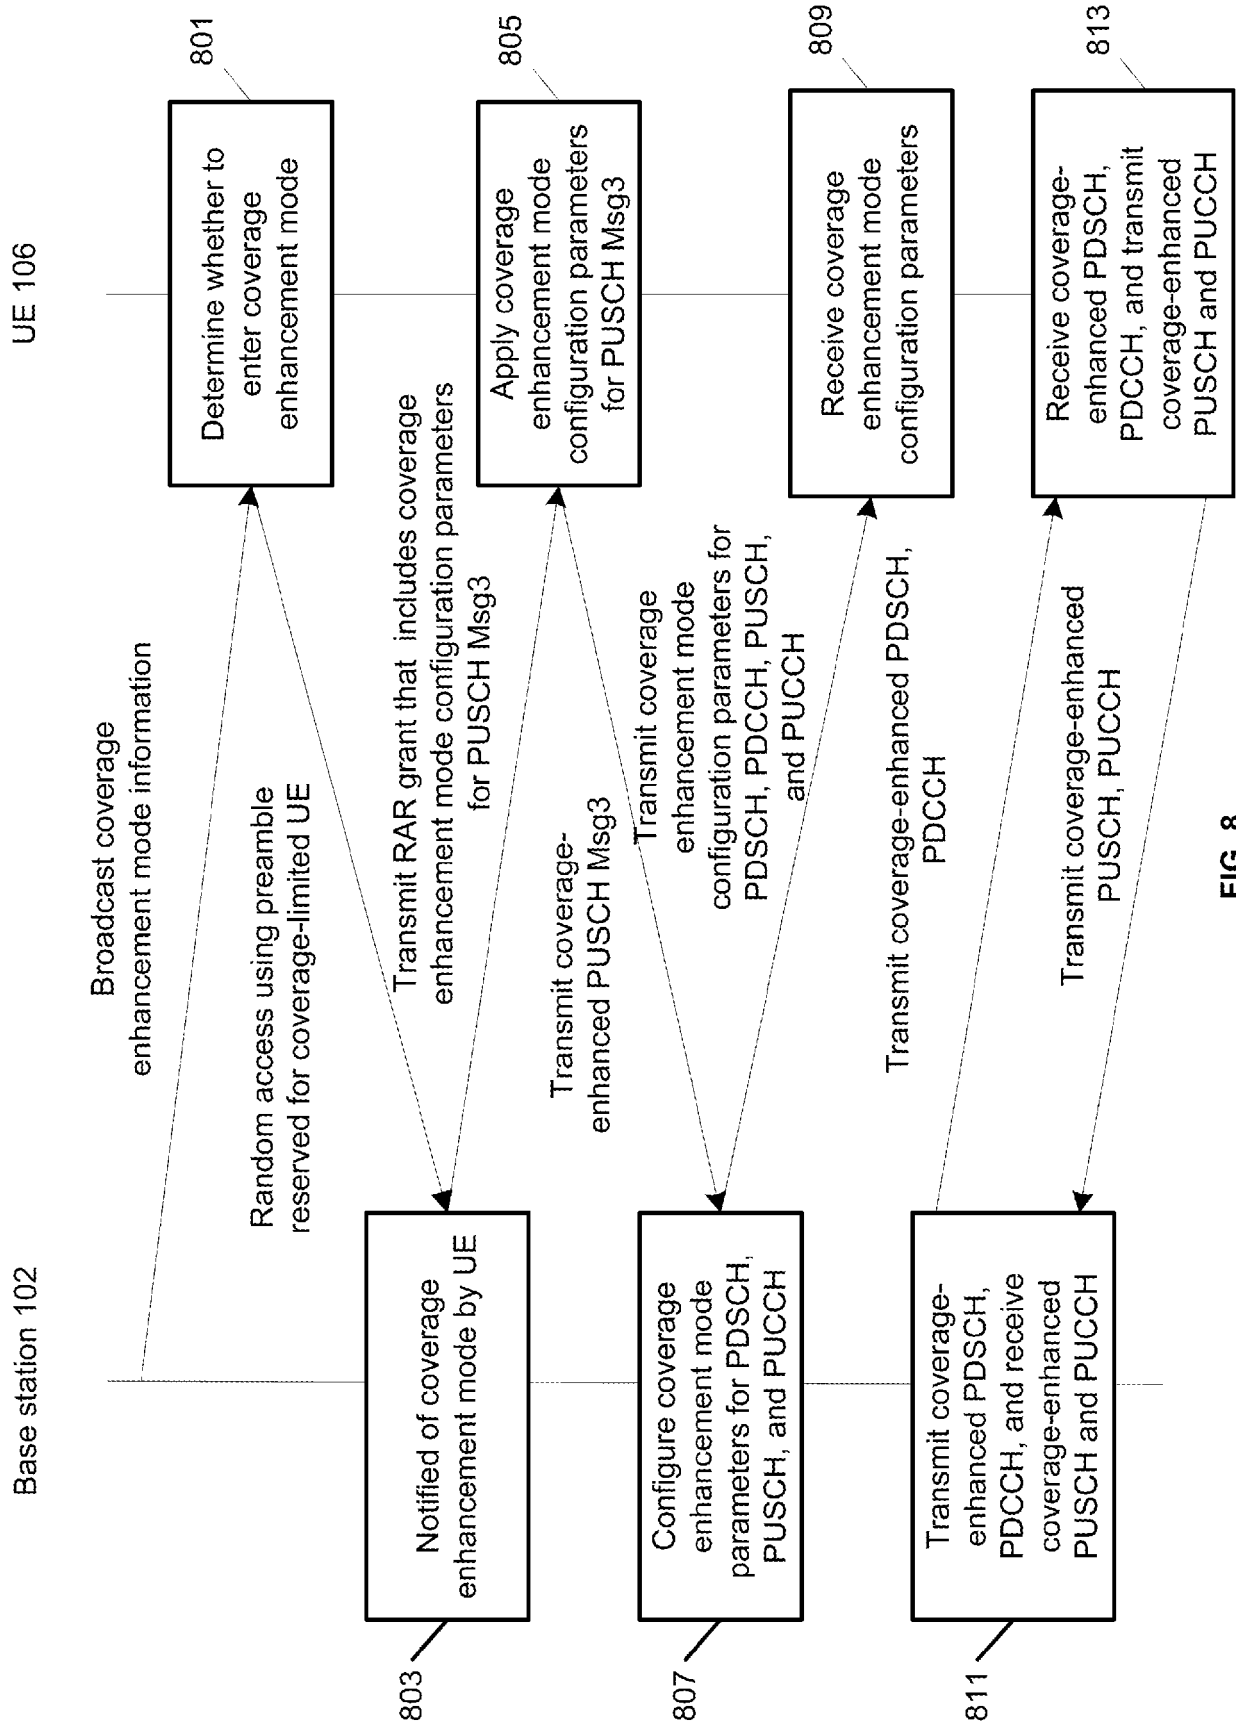 Base station 102
UE 106
Broadcast coverage
enhancement mode information
801
Determine whether to
enter coverage
enhancement mode
Random access using preamble
reserved for coverage-limited UE
803
Notified of coverage
enhancement mode by UE
Transmit RAR grant that includes coverage
enhancement mode configuration parameters
for PUSCH Msg3
805
Apply coverage
enhancement mode
configuration parameters
for PUSCH Msg3
Transmit coverage-
enhanced PUSCH Msg3
807
Configure coverage
enhancement mode
parameters for PDSCH,
PUSCH, and PUCCH
Transmit coverage
enhancement mode
configuration parameters for
PDSCH, PDCCH, PUSCH,
and PUCCH
809
Receive coverage
enhancement mode
configuration parameters
811
Transmit coverage-
enhanced PDSCH,
PDCCH, and receive
coverage-enhanced
PUSCH and PUCCH
Transmit coverage-enhanced PDSCH,
PDCCH
813
Receive coverage-
enhanced PDSCH,
PDCCH, and transmit
coverage-enhanced
PUSCH and PUCCH
Transmit coverage-enhanced
PUSCH, PUCCH
FIG. 8